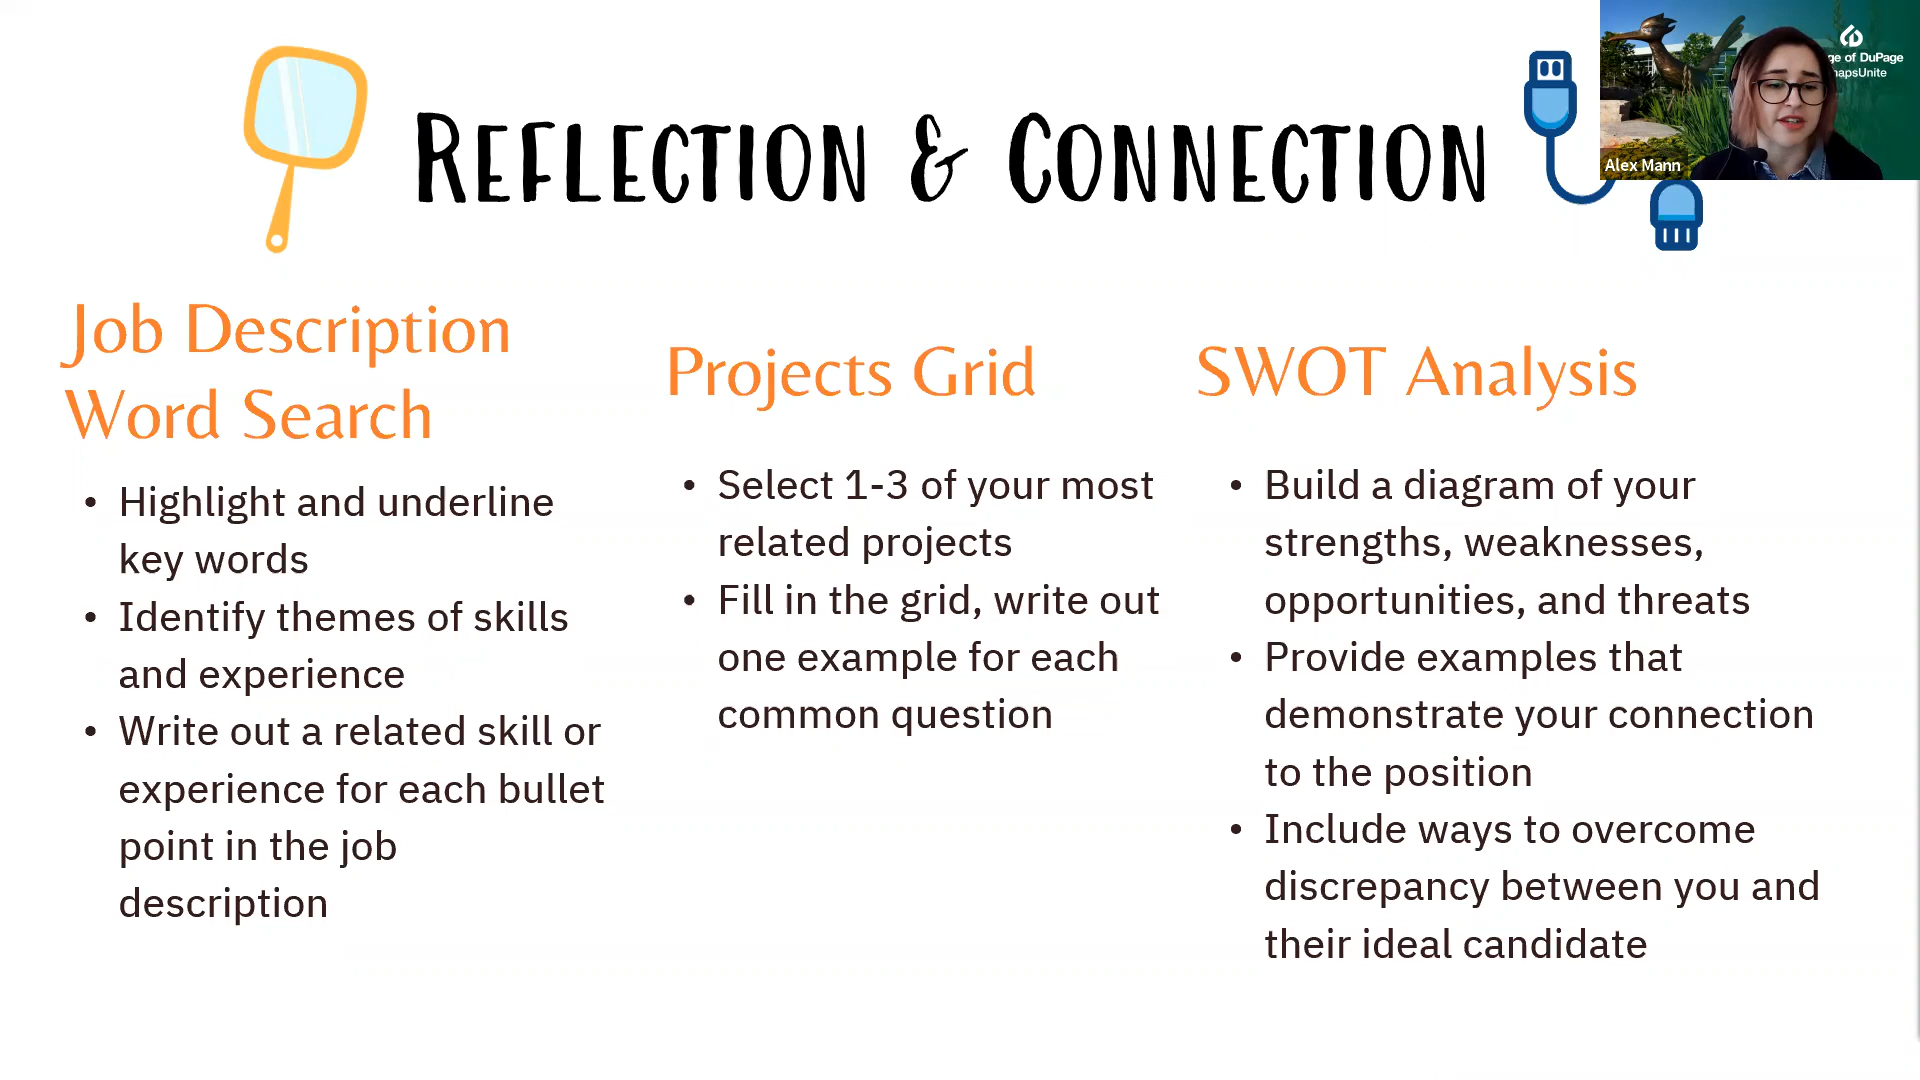 REFLECTION & CONNECTION
ge of DuPage
hapsUnite
Alex Mann
Job Description
Word Search
• Highlight and underline
key words
• Identify themes of skills
and experience
• Write out a related skill or
experience for each bullet
point in the job
description
Projects Grid
• Select 1-3 of your most
related projects
• Fill in the grid, write out
one example for each
common question
SWOT Analysis
• Build a diagram of your
strengths, weaknesses,
opportunities, and threats
• Provide examples that
demonstrate your connection
to the position
• Include ways to overcome
discrepancy between you and
their ideal candidate